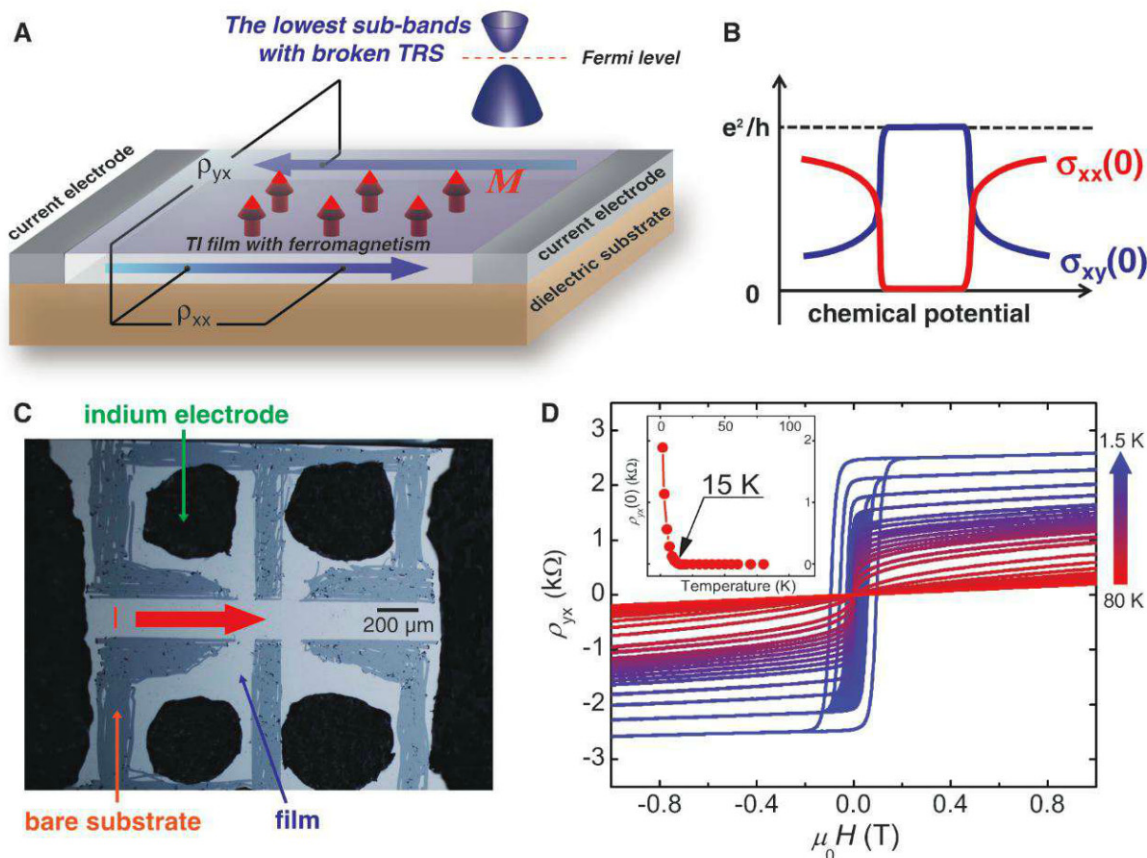 A
The lowest sub-bands
with broken TRS
Fermi level
current electrode
ρyx
M
TI film with ferromagnetism
ρxx
current electrode
dielectric substrate
B
e²/h
σxx(0)
σxy(0)
0
chemical potential
C
indium electrode
I
200 μm
bare substrate
film
D
3
2
1
0
-1
-2
-3
ρyx (kΩ)
-0.8
-0.4
0.0
0.4
0.8
μ0H (T)
0
50
100
2
1
0
ρyx(0) (kΩ)
15 K
Temperature (K)
1.5 K
80 K